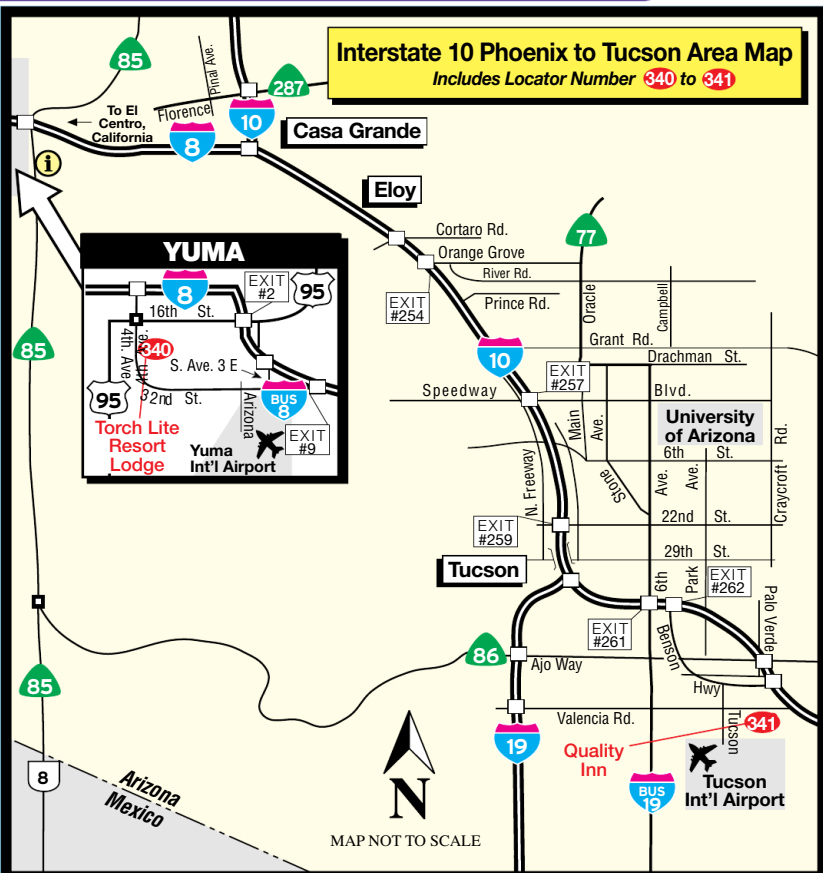 Interstate 10 Phoenix to Tucson Area Map
Includes Locator Number 340 to 341
85
Pinal Ave.
287
Florence
To El
Centro,
California
10
8
Casa Grande
i
Eloy
77
Cortaro Rd.
Orange Grove
River Rd.
EXIT
#254
Prince Rd.
Oracle
Campbell
YUMA
8
EXIT
#2
95
16th St.
4th Ave.
340
S. Ave. 3 E
32nd St.
95
BUS
8
Arizona
EXIT
#9
Torch Lite
Resort
Lodge
Yuma
Int'l Airport
85
10
Grant Rd.
Drachman St.
EXIT
#257
Speedway Blvd.
Main
Ave.
University
of Arizona
6th St.
Rd.
Craycroft
N. Freeway
Stone
Ave.
Ave.
22nd St.
EXIT
#259
29th St.
Tucson
6th
Park
EXIT
#262
Palo Verde
EXIT
#261
Benson
Hwy
86
Ajo Way
85
Valencia Rd.
Tucson
341
19
Quality
Inn
BUS
19
Tucson
Int'l Airport
8
Arizona
Mexico
N
MAP NOT TO SCALE